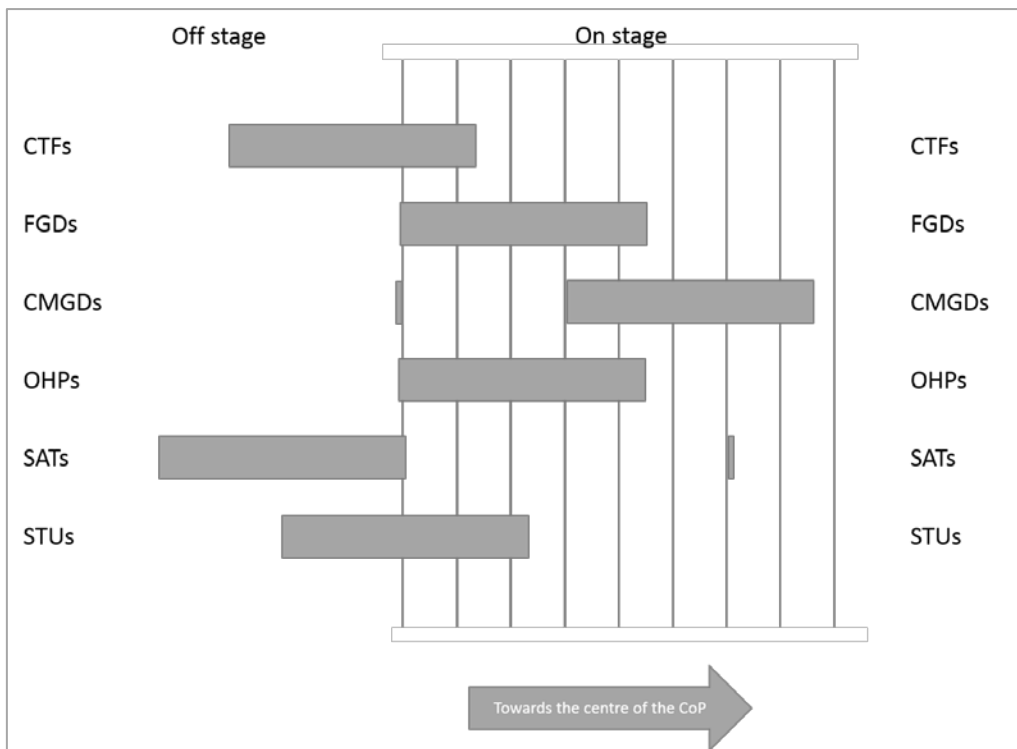 Off stage On stage
CTFs CTFs
FGDs FGDs
CMGDs CMGDs
OHPs OHPs
SATs SATs
STUs STUs
Towards the centre of the CoP